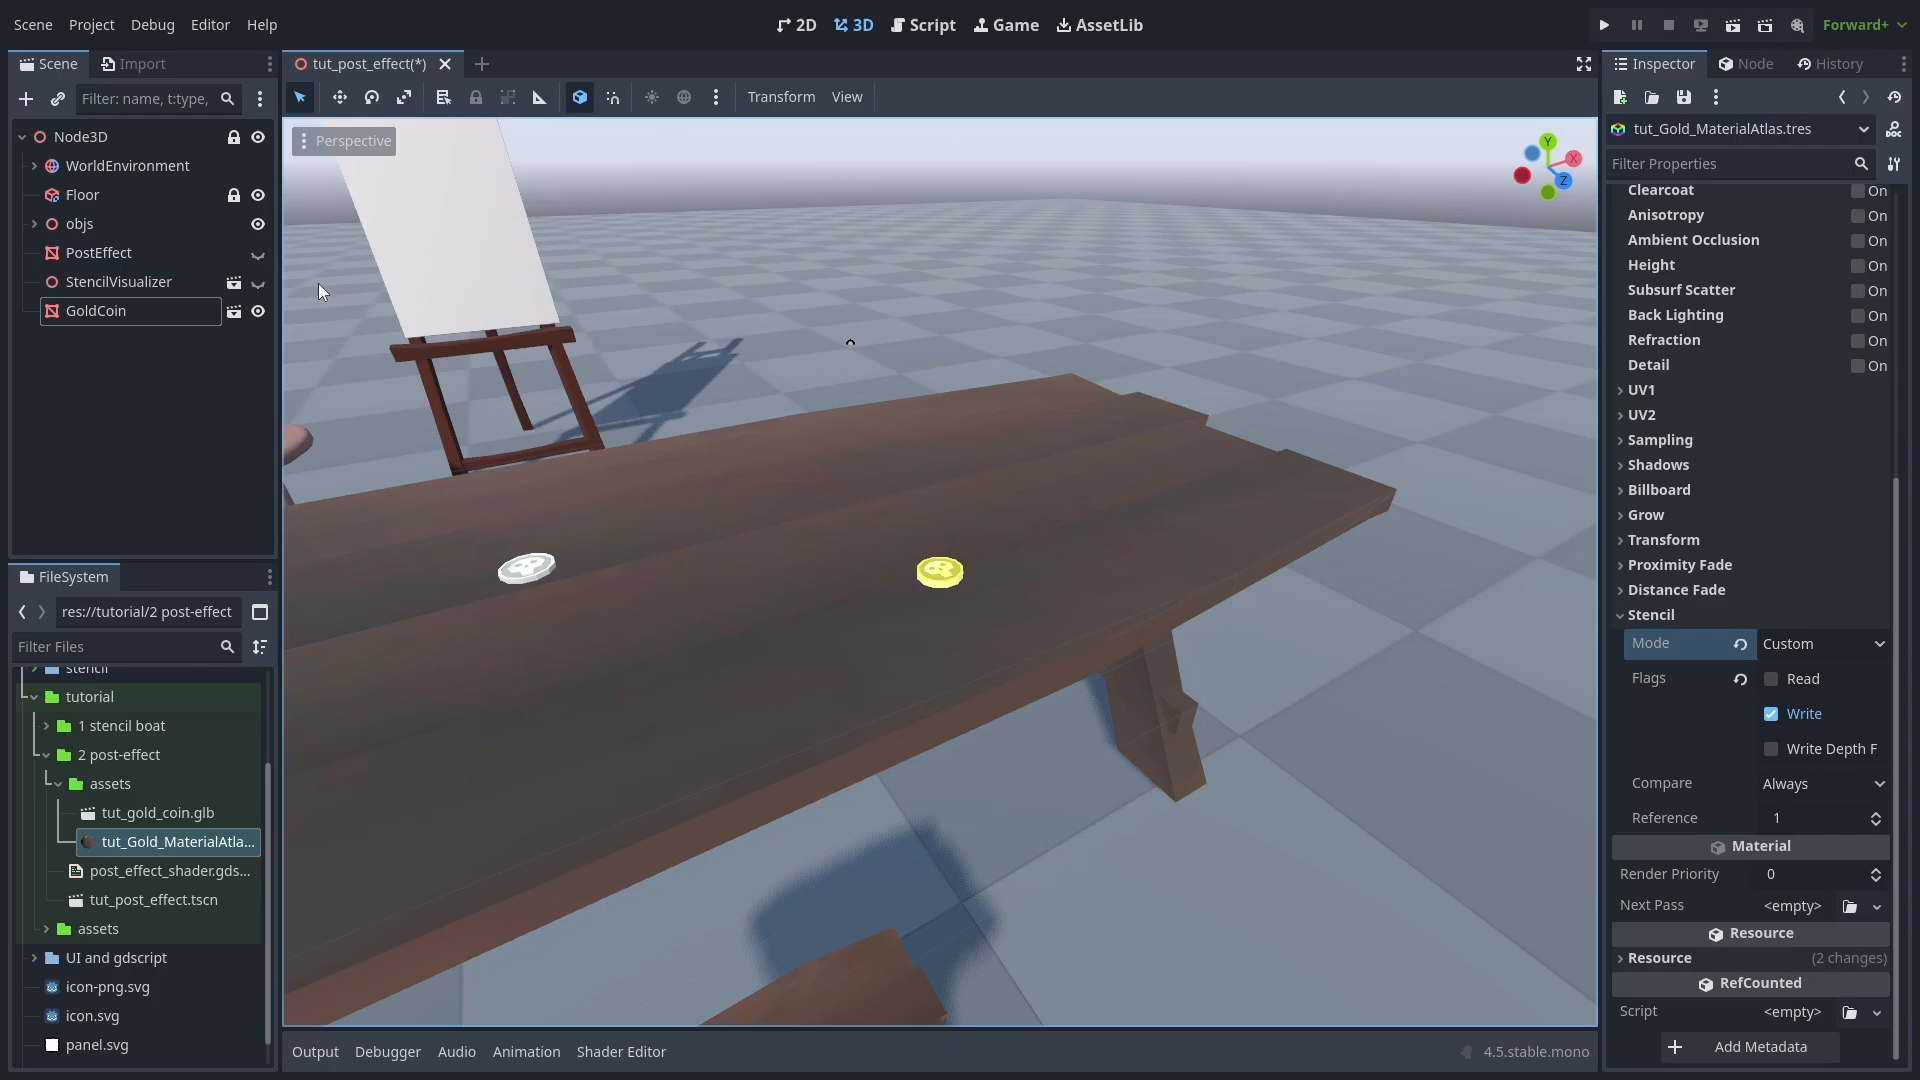 Scene Project Debug Editor Help 2D 3D Script Game AssetLib Forward+
Scene Import
Filter: name, t:type,
Node3D
WorldEnvironment
Floor
objs
PostEffect
StencilVisualizer
GoldCoin
FileSystem
res://tutorial/2 post-effect
Filter Files
stencil
tutorial
1 stencil boat
2 post-effect
assets
tut_gold_coin.glb
tut_Gold_MaterialAtla...
post_effect_shader.gds...
tut_post_effect.tscn
assets
UI and gdscript
icon-png.svg
icon.svg
panel.svg
tut_post_effect(*)
Transform View
Perspective
Y
X
Z
Output Debugger Audio Animation Shader Editor 4.5.stable.mono
Inspector Node History
tut_Gold_MaterialAtlas.tres
DOC
Filter Properties
Clearcoat On
Anisotropy On
Ambient Occlusion On
Height On
Subsurf Scatter On
Back Lighting On
Refraction On
Detail On
UV1
UV2
Sampling
Shadows
Billboard
Grow
Transform
Proximity Fade
Distance Fade
Stencil
Mode Custom
Flags Read
Write
Write Depth F
Compare Always
Reference 1
Material
Render Priority 0
Next Pass <empty>
Resource
Resource (2 changes)
RefCounted
Script <empty>
Add Metadata